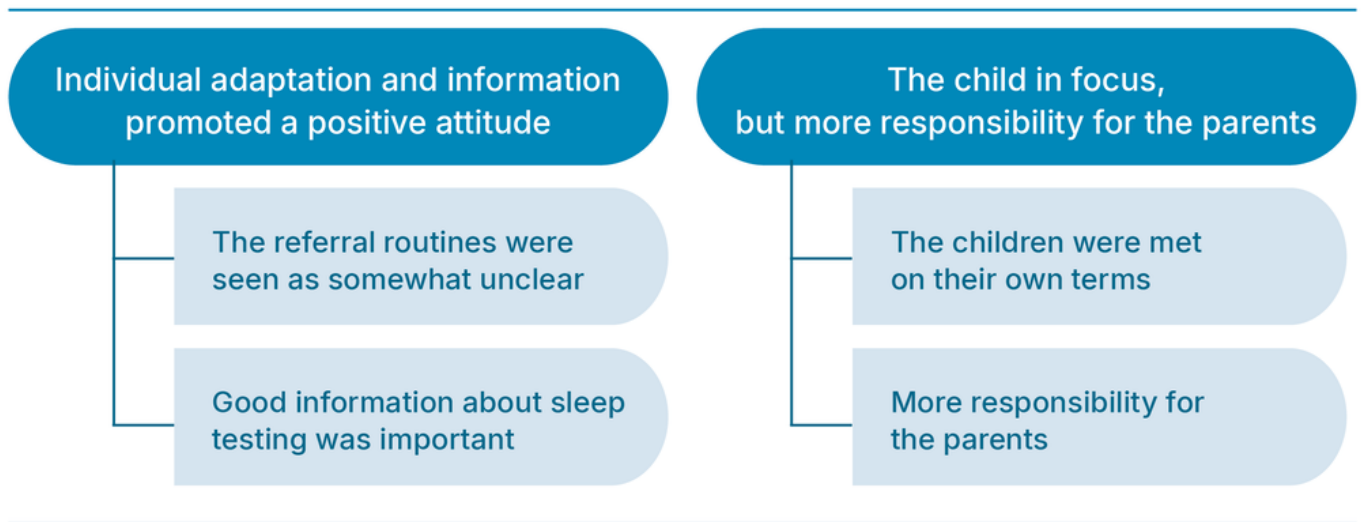 Individual adaptation and information
promoted a positive attitude
The referral routines were
seen as somewhat unclear
Good information about sleep
testing was important
The child in focus,
but more responsibility for the parents
The children were met
on their own terms
More responsibility for
the parents